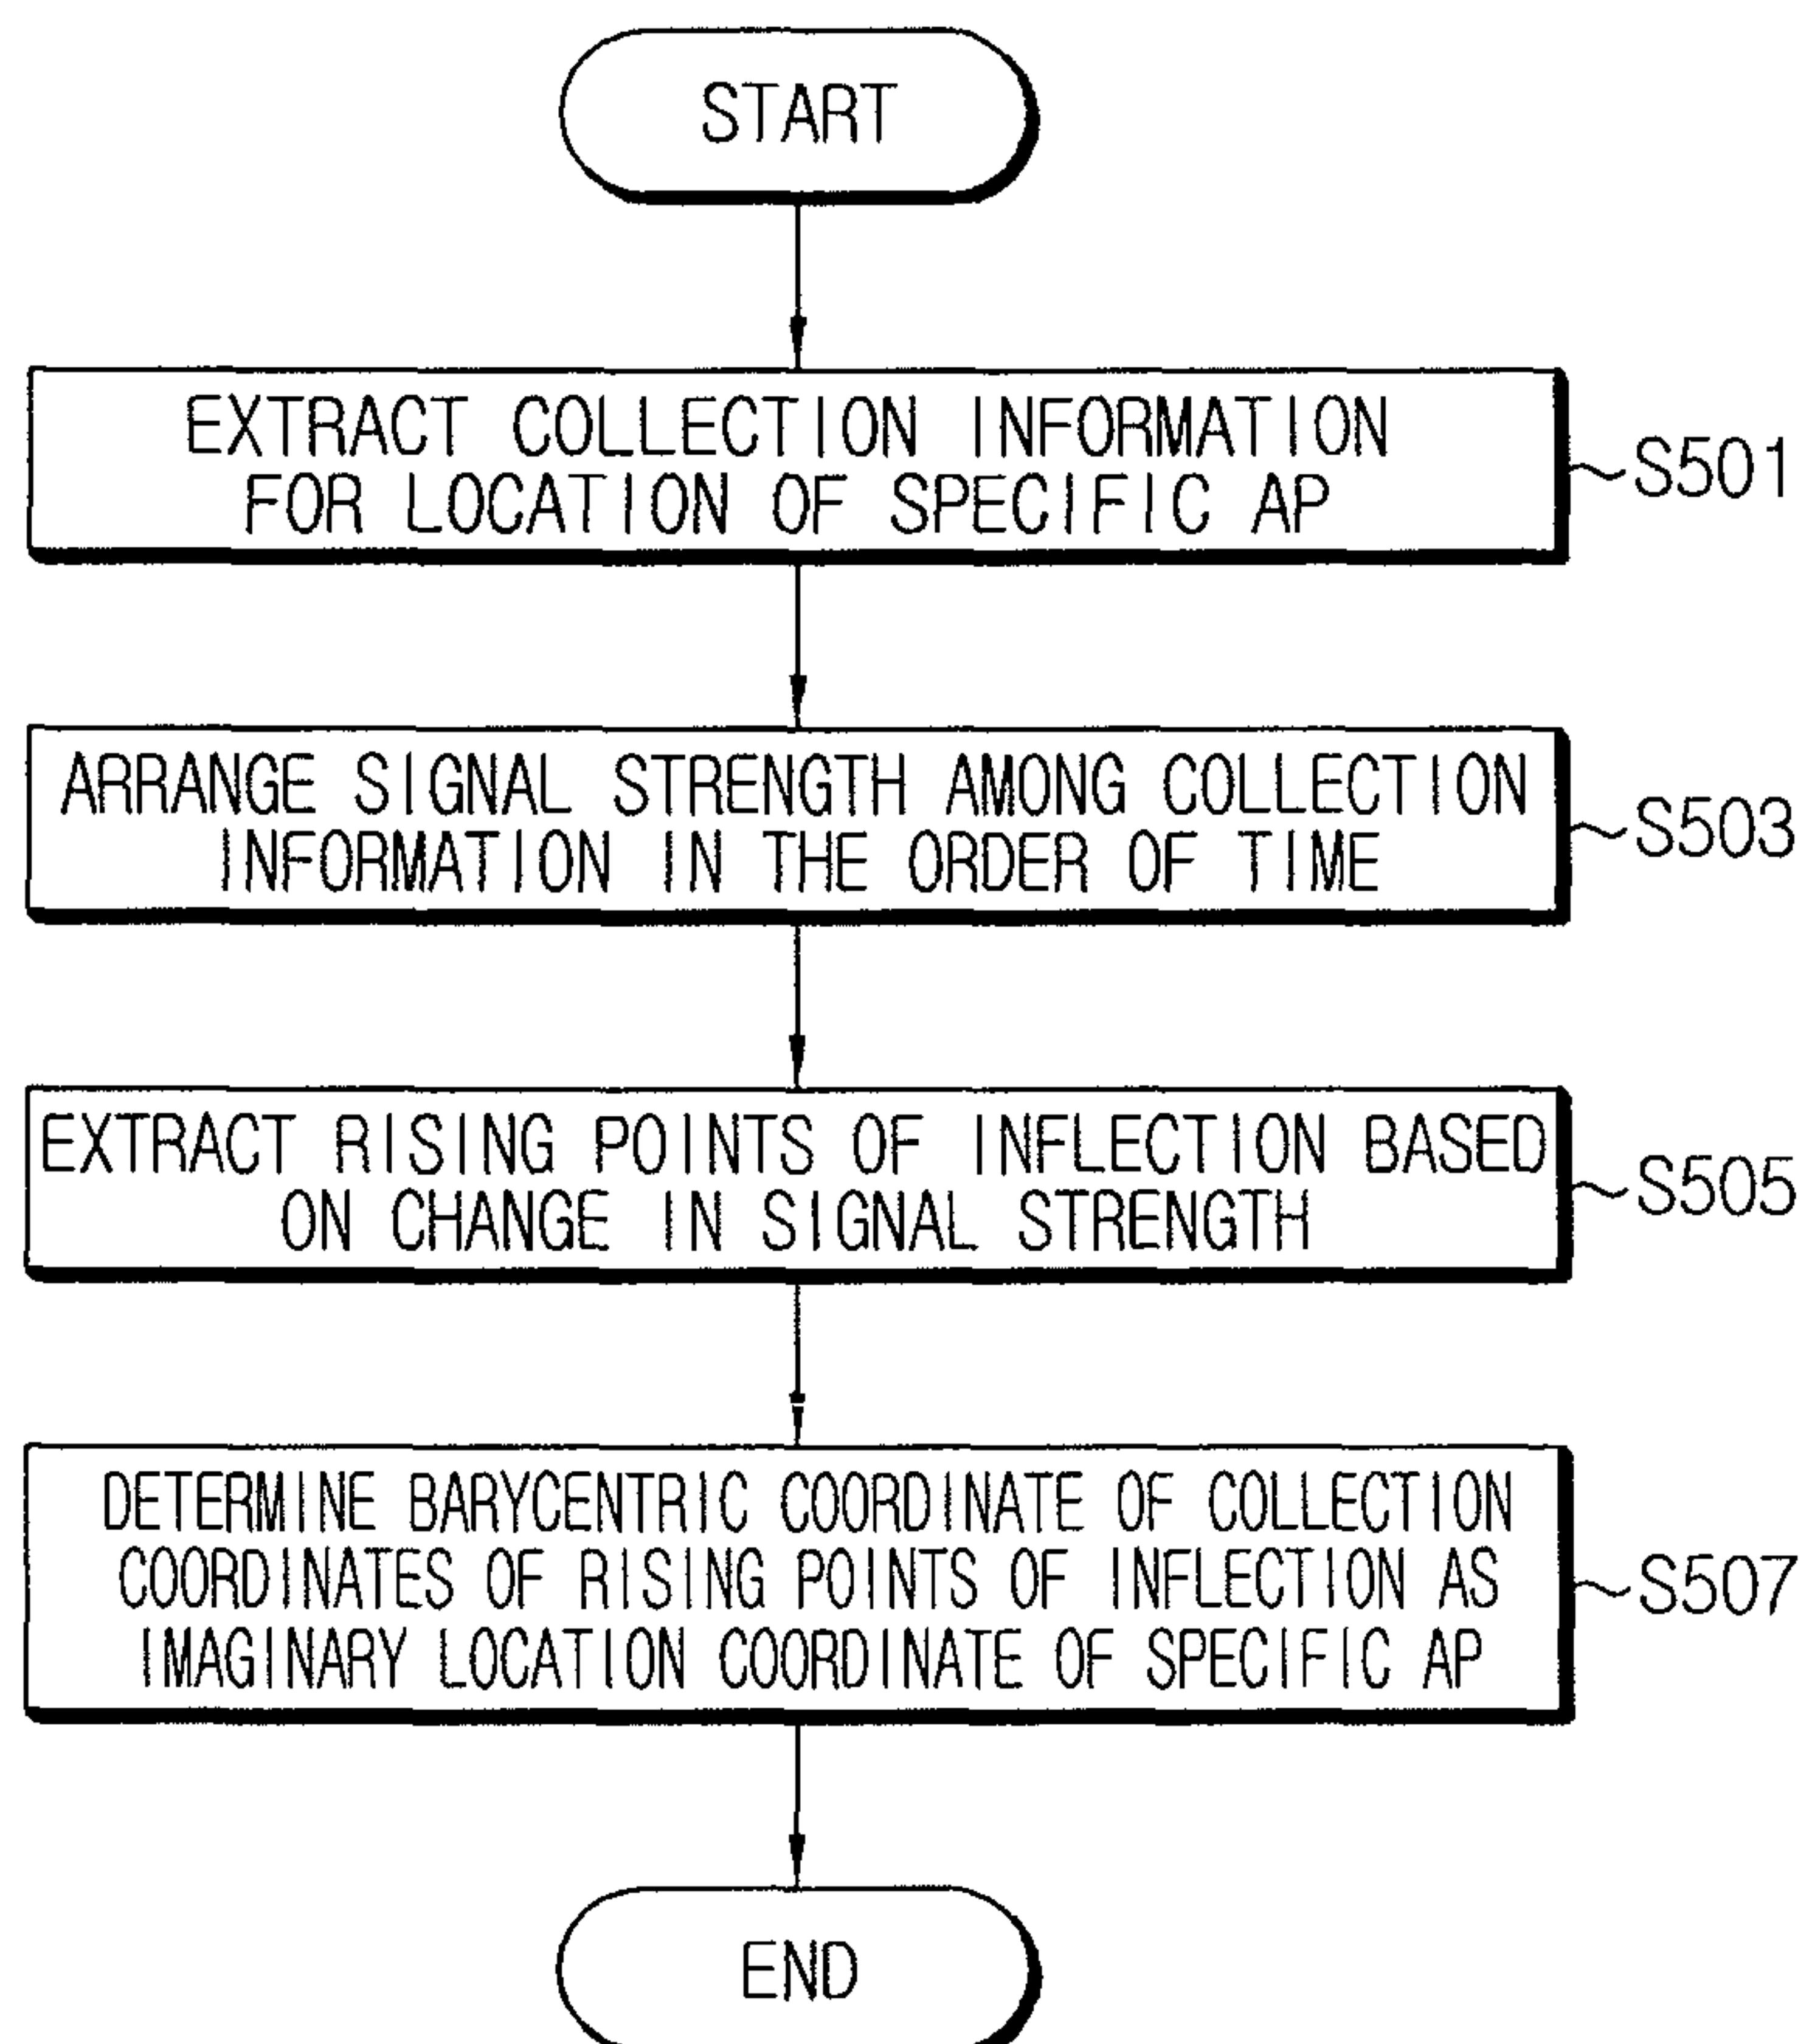 START
EXTRACT COLLECTION INFORMATION
FOR LOCATION OF SPECIFIC AP
S501
ARRANGE SIGNAL STRENGTH AMONG COLLECTION
INFORMATION IN THE ORDER OF TIME
S503
EXTRACT RISING POINTS OF INFLECTION BASED
ON CHANGE IN SIGNAL STRENGTH
S505
DETERMINE BARYCENTRIC COORDINATE OF COLLECTION
COORDINATES OF RISING POINTS OF INFLECTION AS
IMAGINARY LOCATION COORDINATE OF SPECIFIC AP
S507
END